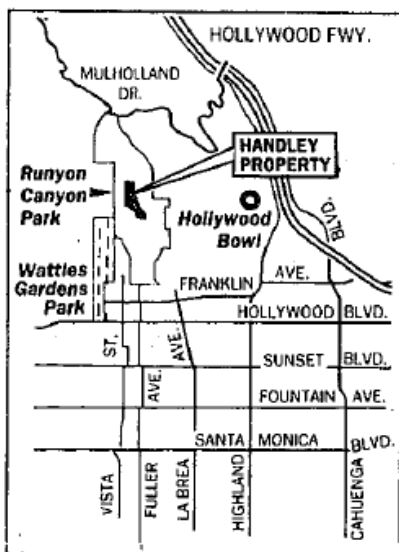 HOLLYWOOD FWY.
MULHOLLAND
DR.
HANDLEY
PROPERTY
Runyon
Canyon
Park
Hollywood
Bowl
BLVD.
Wattles
Gardens
Park
FRANKLIN AVE.
HOLLYWOOD BLVD.
ST.
AVE.
SUNSET BLVD.
AVE.
FOUNTAIN AVE.
SANTA MONICA BLVD.
VISTA
FULLER
LA BREA
HIGHLAND
CAHUENGA